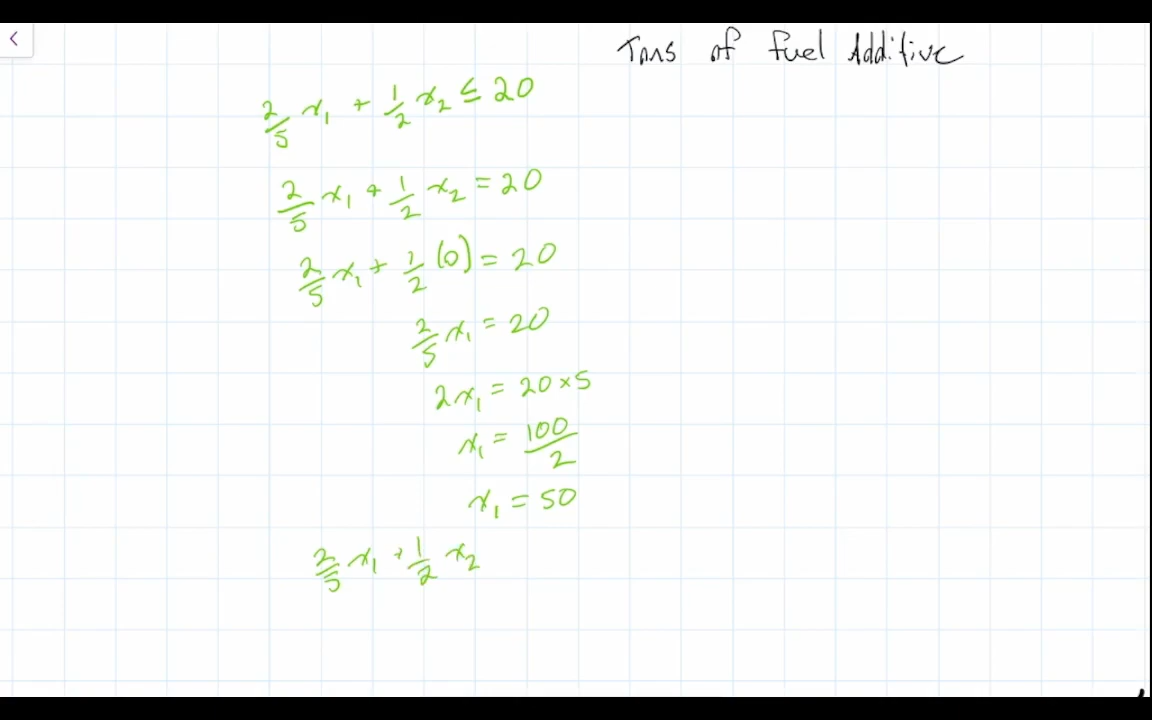 Tons of fuel Additive
2/5 x₁ + 1/2 x₂ ≤ 20
2/5 x₁ + 1/2 x₂ = 20
2/5 x₁ + 1/2 (0) = 20
2/5 x₁ = 20
2x₁ = 20 × 5
x₁ = 100/2
x₁ = 50
2/5 x₁ + 1/2 x₂